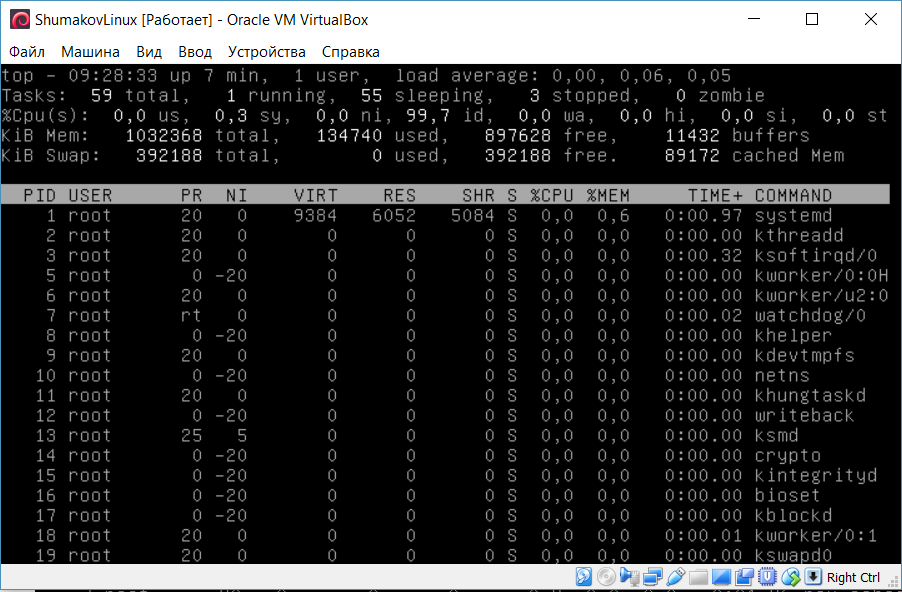 ShumakovLinux [Работает] - Oracle VM VirtualBox
Файл Машина Вид Ввод Устройства Справка
top - 09:28:33 up 7 min,  1 user,  load average: 0,00, 0,06, 0,05
Tasks:  59 total,   1 running,  55 sleeping,   3 stopped,   0 zombie
%Cpu(s):  0,0 us,  0,3 sy,  0,0 ni, 99,7 id,  0,0 wa,  0,0 hi,  0,0 si,  0,0 st
KiB Mem:   1032368 total,   134740 used,   897628 free,    11432 buffers
KiB Swap:   392188 total,        0 used,   392188 free.    89172 cached Mem
PID USER      PR  NI    VIRT    RES    SHR S %CPU %MEM     TIME+ COMMAND
1 root      20   0    9384   6052   5084 S  0,0  0,6   0:00.97 systemd
2 root      20   0       0      0      0 S  0,0  0,0   0:00.00 kthreadd
3 root      20   0       0      0      0 S  0,0  0,0   0:00.32 ksoftirqd/0
5 root       0 -20       0      0      0 S  0,0  0,0   0:00.00 kworker/0:0H
6 root      20   0       0      0      0 S  0,0  0,0   0:00.00 kworker/u2:0
7 root      rt   0       0      0      0 S  0,0  0,0   0:00.02 watchdog/0
8 root       0 -20       0      0      0 S  0,0  0,0   0:00.00 khelper
9 root      20   0       0      0      0 S  0,0  0,0   0:00.00 kdevtmpfs
10 root       0 -20       0      0      0 S  0,0  0,0   0:00.00 netns
11 root      20   0       0      0      0 S  0,0  0,0   0:00.00 khungtaskd
12 root       0 -20       0      0      0 S  0,0  0,0   0:00.00 writeback
13 root      25   5       0      0      0 S  0,0  0,0   0:00.00 ksmd
14 root       0 -20       0      0      0 S  0,0  0,0   0:00.00 crypto
15 root       0 -20       0      0      0 S  0,0  0,0   0:00.00 kintegrityd
16 root       0 -20       0      0      0 S  0,0  0,0   0:00.00 bioset
17 root       0 -20       0      0      0 S  0,0  0,0   0:00.00 kblockd
18 root      20   0       0      0      0 S  0,0  0,0   0:00.01 kworker/0:1
19 root      20   0       0      0      0 S  0,0  0,0   0:00.00 kswapd0
Right Ctrl